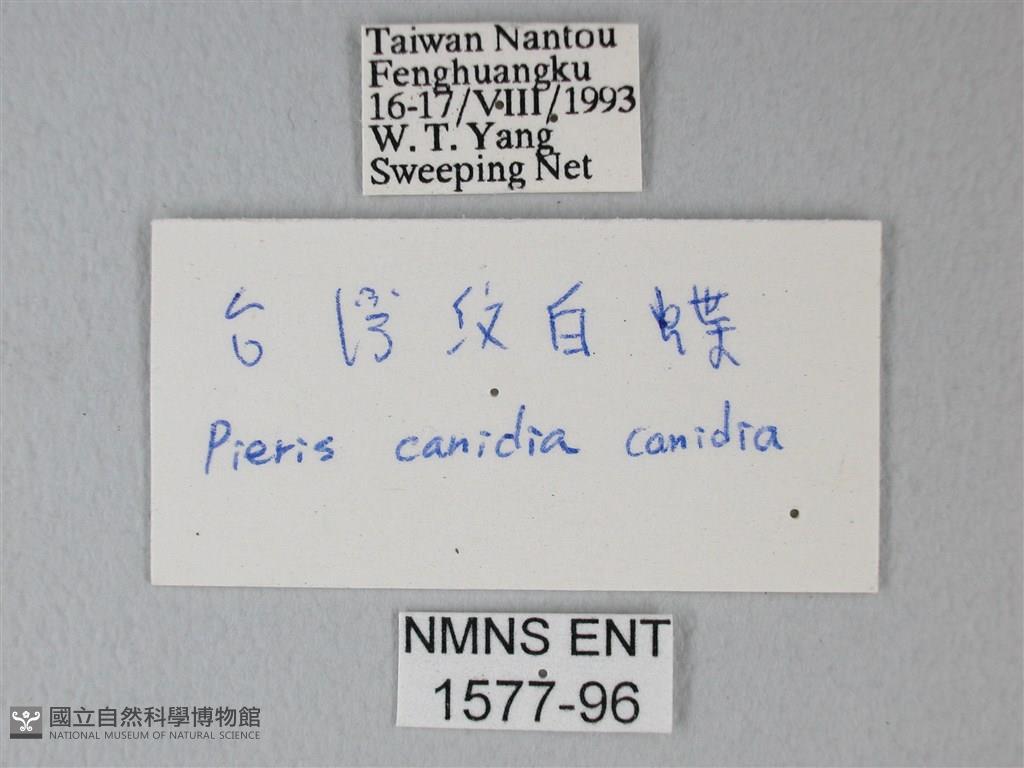 Taiwan Nantou
Fenghuangku
16-17/VIII/1993
W. T. Yang
Sweeping Net
台灣紋白蝶
Pieris canidia canidia
NMNS ENT
1577-96
國立自然科學博物館
NATIONAL MUSEUM OF NATURAL SCIENCE